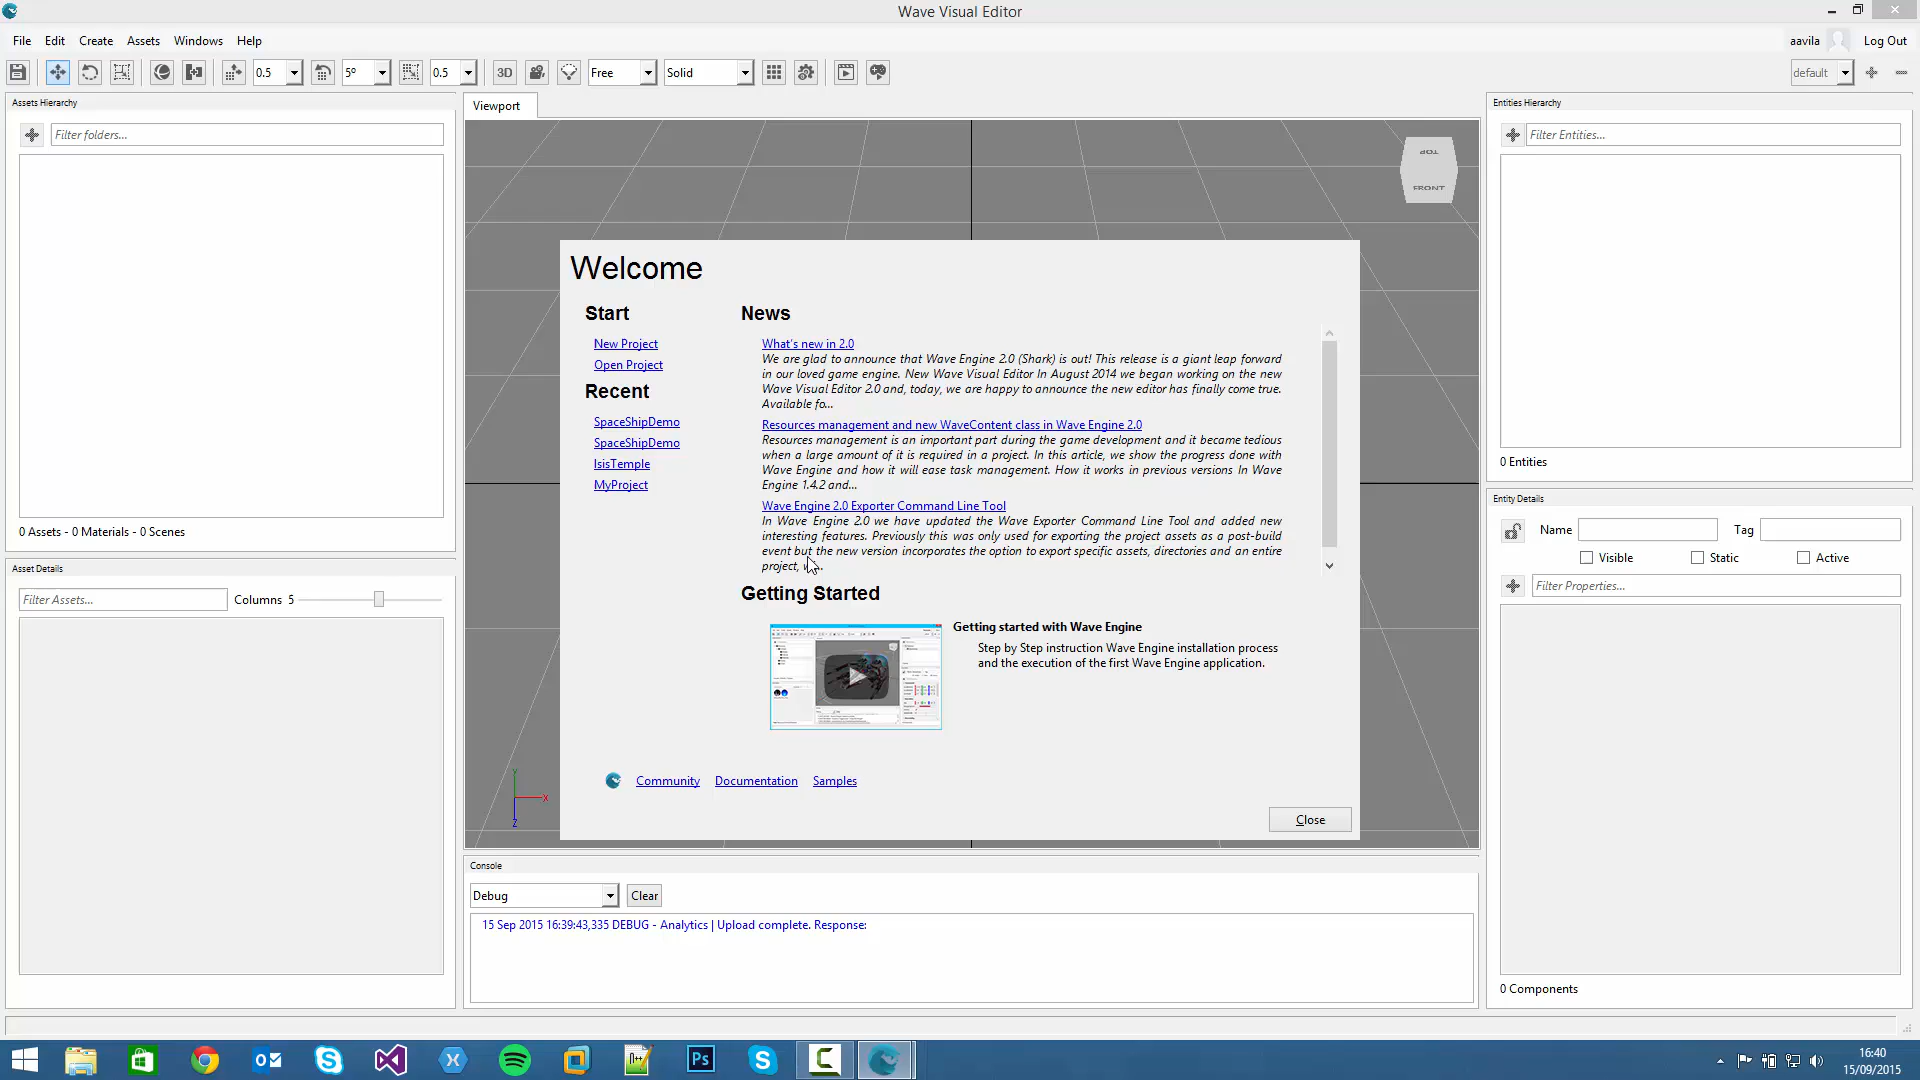 Wave Visual Editor
File Edit Create Assets Windows Help
aavila Log Out
0.5 5º 0.5 3D Free Solid default
Assets Hierarchy
Filter folders...
0 Assets - 0 Materials - 0 Scenes
Asset Details
Filter Assets...
Columns 5
Viewport
TOP
FRONT
Welcome
Start
New Project
Open Project
Recent
SpaceShipDemo
SpaceShipDemo
IsisTemple
MyProject
News
What's new in 2.0
We are glad to announce that Wave Engine 2.0 (Shark) is out! This release is a giant leap forward
in our loved game engine. New Wave Visual Editor In August 2014 we began working on the new
Wave Visual Editor 2.0 and, today, we are happy to announce the new editor has finally come true.
Available fo...
Resources management and new WaveContent class in Wave Engine 2.0
Resources management is an important part during the game development and it became tedious
when a large amount of it is required in a project. In this article, we show the progress done with
Wave Engine and how it will ease task management. How it works in previous versions In Wave
Engine 1.4.2 and...
Wave Engine 2.0 Exporter Command Line Tool
In Wave Engine 2.0 we have updated the Wave Exporter Command Line Tool and added new
interesting features. Previously this was only used for exporting the project assets as a post-build
event but the new version incorporates the option to export specific assets, directories and an entire
project,
Getting Started
Getting started with Wave Engine
Step by Step instruction Wave Engine installation process
and the execution of the first Wave Engine application.
Community Documentation Samples
Close
Y
X
Z
Console
Debug Clear
15 Sep 2015 16:39:43,335 DEBUG - Analytics | Upload complete. Response:
Entities Hierarchy
Filter Entities...
0 Entities
Entity Details
Name Tag
Visible Static Active
Filter Properties...
0 Components
16:40
15/09/2015